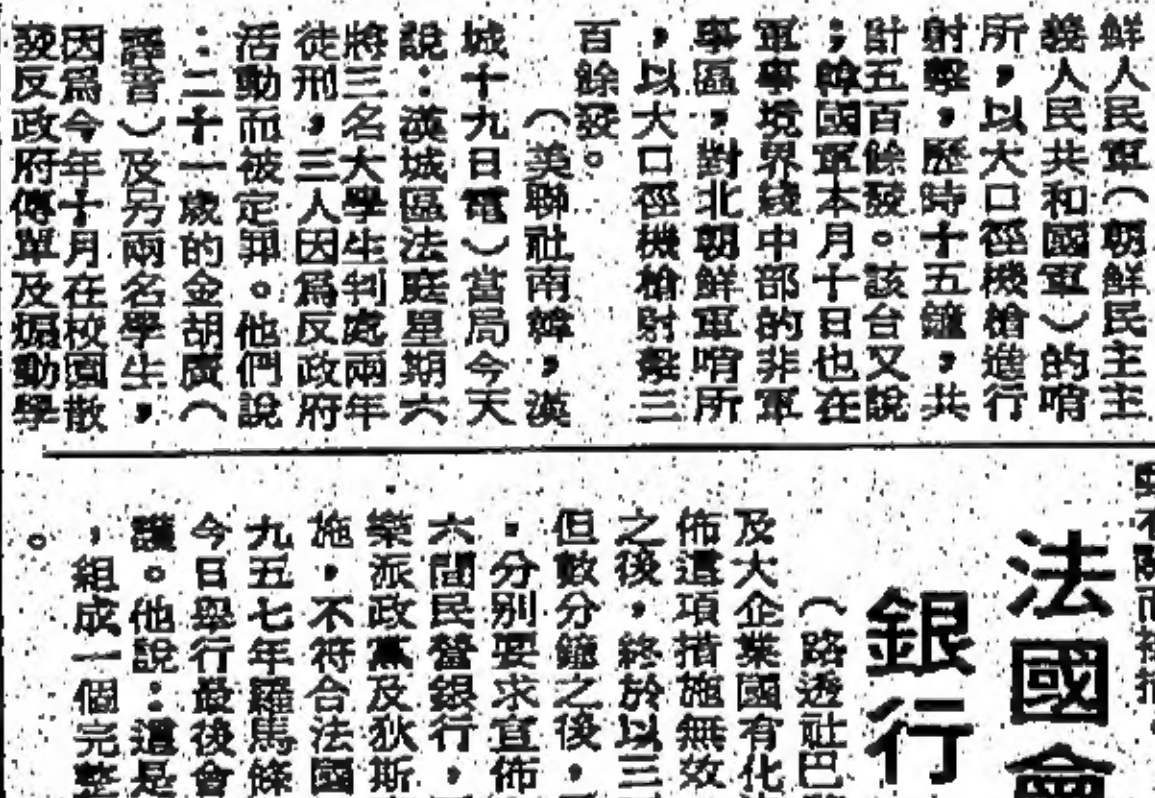 鮮人民軍(朝鮮民主主
義人民共和國軍)的哨
所,以大口徑機槍進行
射擊,歷時十五鐘,共
計五百餘發。該台又說
;韓國軍本月十日也在
軍事境界綫中部的非軍
事區,對北朝鮮軍哨所
,以大口徑機槍射擊三
百餘發。
(美聯社南韓,漢
城十九日電)當局今天
說:漢城區法庭星期六
將三名大學生判處兩年
徒刑,三人因爲反政府
活動而被定罪。他們說
:二十一歲的金胡廣(
譯音)及另兩名學生,
因爲今年十月在校園散
發反政府傳單及煽動學
法國會
銀行
(路透社巴
及大企業國有化
佈這項措施無效
之後,終於以三
但數分鐘之後,
,分别要求宣佈
六間民營銀行,
樂派政黨及狄斯
施,不符合法國
九五七年羅馬條
今日舉行最後會
護。他說:這是
,組成一個完整
。